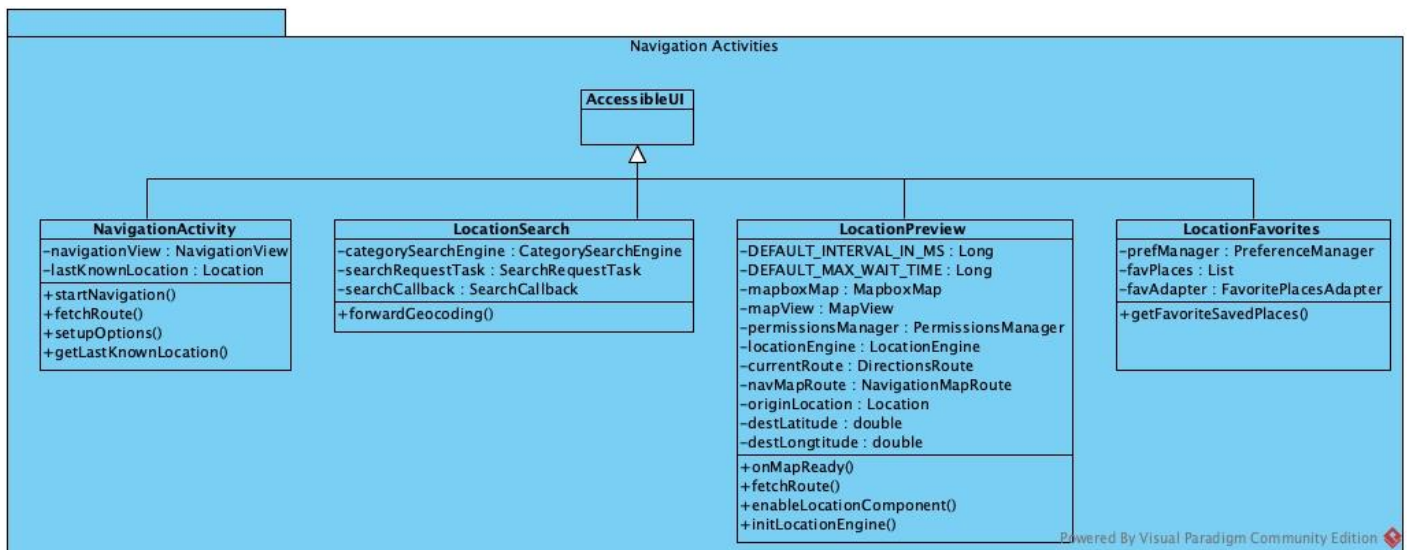 Navigation Activities
AccessibleUI
NavigationActivity
-navigationView : NavigationView
-lastKnownLocation : Location
+startNavigation()
+fetchRoute()
+setupOptions()
+getLastKnownLocation()
LocationSearch
-categorySearchEngine : CategorySearchEngine
-searchRequestTask : SearchRequestTask
-searchCallback : SearchCallback
+forwardGeocoding()
LocationPreview
-DEFAULT_INTERVAL_IN_MS : Long
-DEFAULT_MAX_WAIT_TIME : Long
-mapboxMap : MapboxMap
-mapView : MapView
-permissionsManager : PermissionsManager
-locationEngine : LocationEngine
-currentRoute : DirectionsRoute
-navMapRoute : NavigationMapRoute
-originLocation : Location
-destLatitude : double
-destLongtitude : double
+onMapReady()
+fetchRoute()
+enableLocationComponent()
+initLocationEngine()
LocationFavorites
-prefManager : PreferenceManager
-favPlaces : List
-favAdapter : FavoritePlacesAdapter
+getFavoriteSavedPlaces()
Powered By Visual Paradigm Community Edition